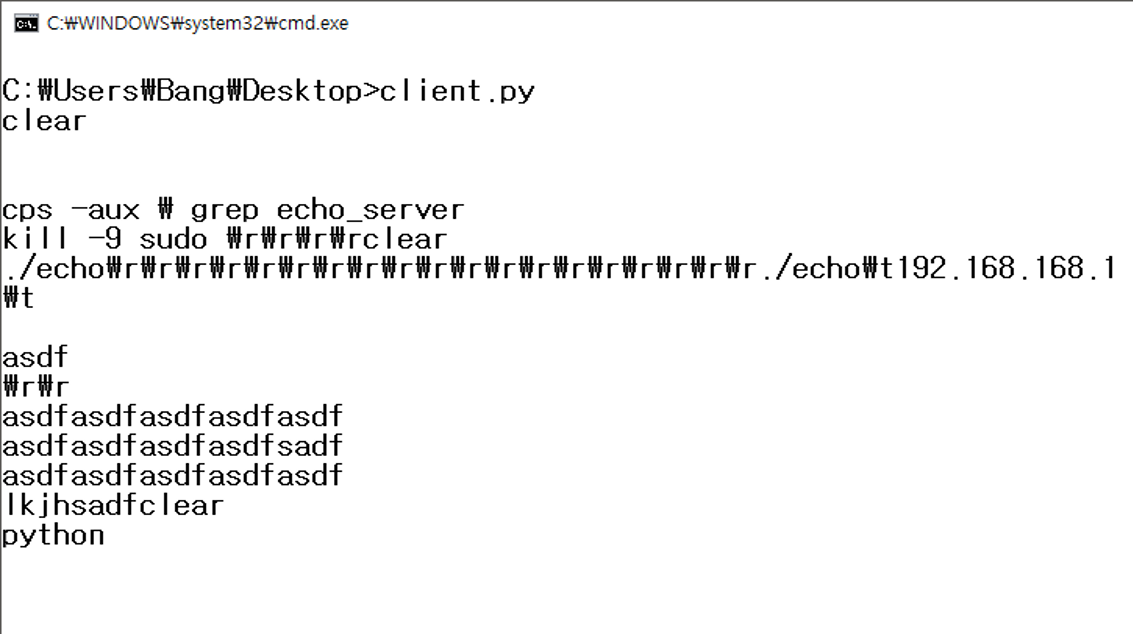 C:₩WINDOWS₩system32₩cmd.exe
C:₩Users₩Bang₩Desktop>client.py
clear
cps -aux ₩ grep echo_server
kill -9 sudo ₩r₩r₩r₩rclear
./echo₩r₩r₩r₩r₩r₩r₩r₩r₩r₩r₩r₩r₩r₩r₩r₩r₩r₩r₩r./echo₩t192.168.168.1
₩t
asdf
₩r₩r
asdfasdfasdfasdfasdf
asdfasdfasdfasdfsadf
asdfasdfasdfasdfasdf
lkjhsadfclear
python